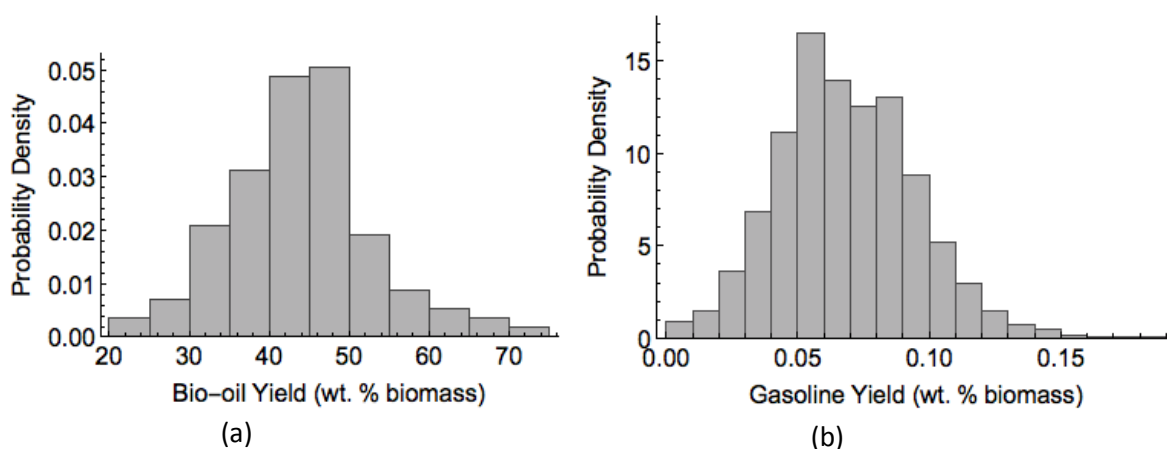 Probability Density
0.05
0.04
0.03
0.02
0.01
0.00
20 30 40 50 60 70
Bio-oil Yield (wt. % biomass)
(a)
Probability Density
15
10
5
0
0.00 0.05 0.10 0.15
Gasoline Yield (wt. % biomass)
(b)